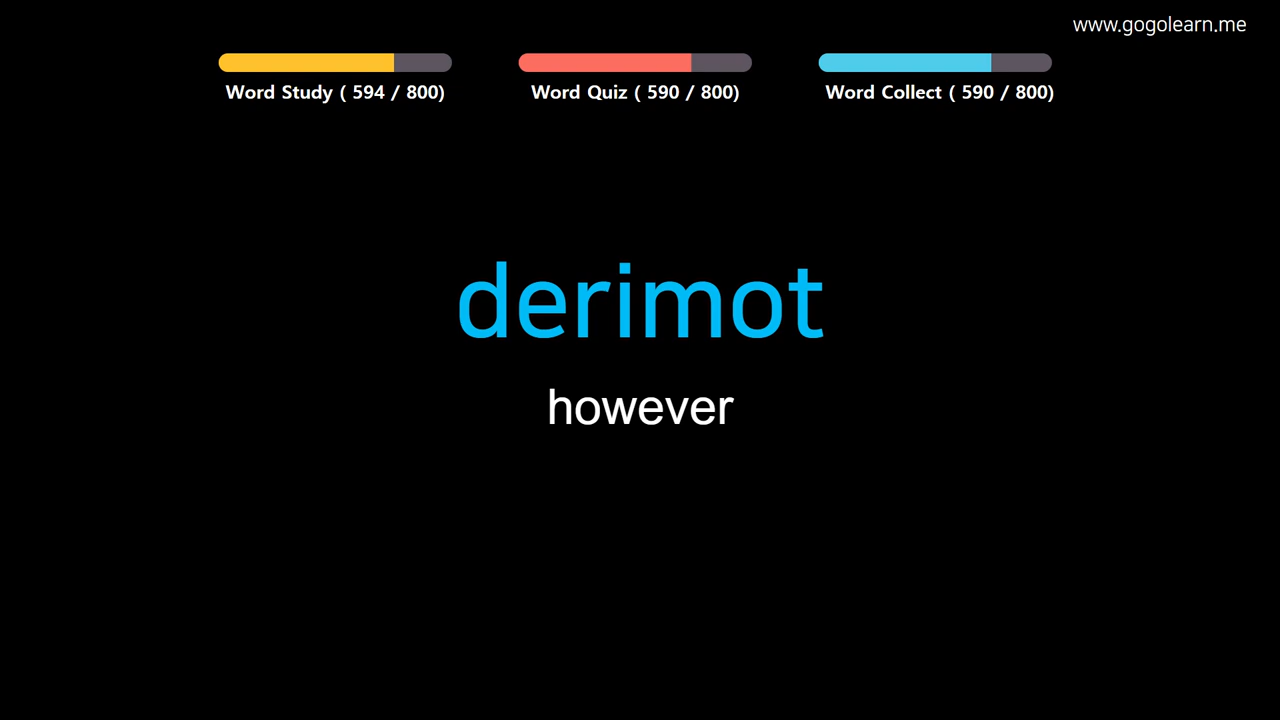 www.gogolearn.me
Word Study ( 594 / 800)
Word Quiz ( 590 / 800)
Word Collect ( 590 / 800)
derimot
however